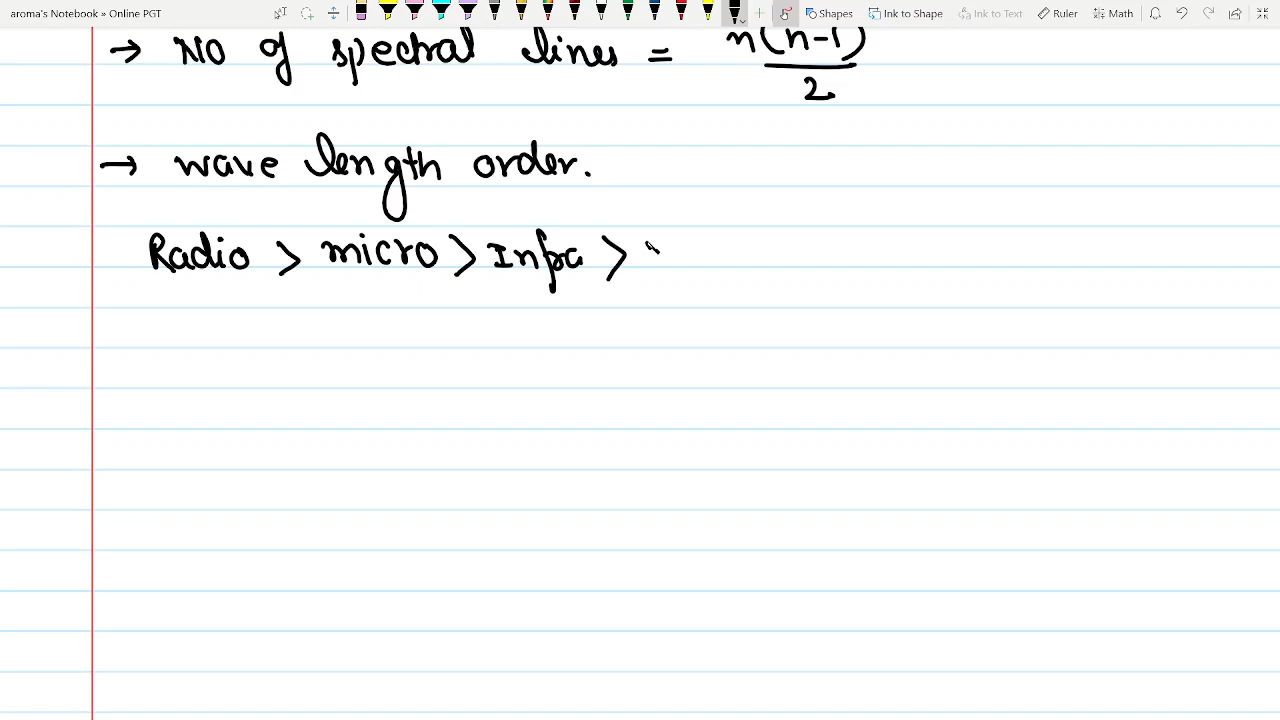 aroma's Notebook » Online PGT
Shapes Ink to Shape Ink to Text Ruler Math
→ No of spectral lines = n(n-1)
2
→ wave length order.
Radio > micro > Infra >